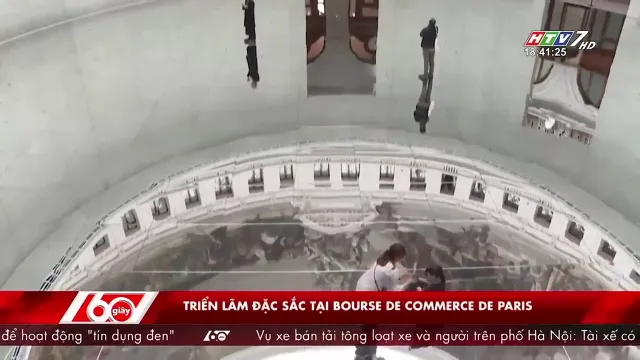 HTV7 HD
18:41:25
60 giây
TRIỂN LÃM ĐẶC SẮC TẠI BOURSE DE COMMERCE DE PARIS
để hoạt động "tín dụng đen" 60 Vụ xe bán tải tông loạt xe và người trên phố Hà Nội: Tài xế có